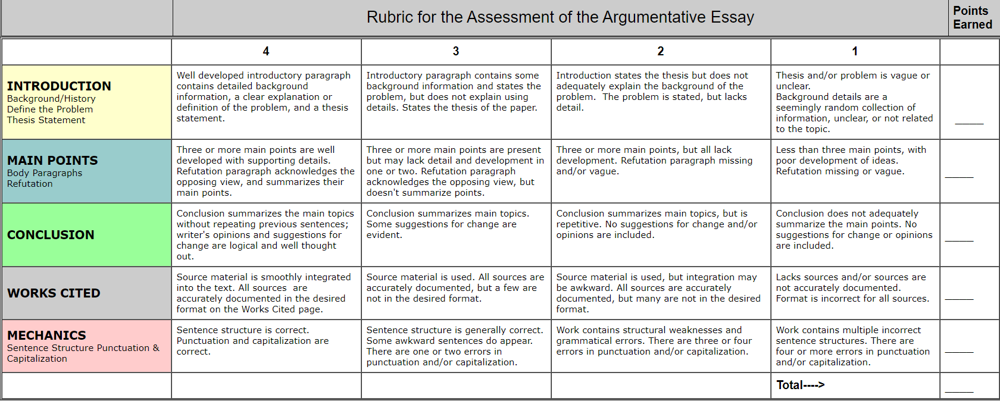 Rubric for the Assessment of the Argumentative Essay
Points
Earned
4
3
2
1
INTRODUCTION
Background/History
Define the Problem
Thesis Statement
Well developed introductory paragraph
contains detailed background
information, a clear explanation or
definition of the problem, and a thesis
statement.
Introductory paragraph contains some
background information and states the
problem, but does not explain using
details. States the thesis of the paper.
Introduction states the thesis but does not
adequately explain the background of the
problem.  The problem is stated, but lacks
detail.
Thesis and/or problem is vague or
unclear.
Background details are a
seemingly random collection of
information, unclear, or not related
to the topic.
_____
MAIN POINTS
Body Paragraphs
Refutation
Three or more main points are well
developed with supporting details.
Refutation paragraph acknowledges the
opposing view, and summarizes their
main points.
Three or more main points are present
but may lack detail and development in
one or two. Refutation paragraph
acknowledges the opposing view, but
doesn't summarize points.
Three or more main points, but all lack
development. Refutation paragraph missing
and/or vague.
Less than three main points, with
poor development of ideas.
Refutation missing or vague.
_____
CONCLUSION
Conclusion summarizes the main topics
without repeating previous sentences;
writer's opinions and suggestions for
change are logical and well thought
out.
Conclusion summarizes main topics.
Some suggestions for change are
evident.
Conclusion summarizes main topics, but is
repetitive. No suggestions for change and/or
opinions are included.
Conclusion does not adequately
summarize the main points. No
suggestions for change or opinions
are included.
_____
WORKS CITED
Source material is smoothly integrated
into the text. All sources  are
accurately documented in the desired
format on the Works Cited page.
Source material is used. All sources are
accurately documented, but a few are
not in the desired format.
Source material is used, but integration may
be awkward. All sources are accurately
documented, but many are not in the desired
format.
Lacks sources and/or sources are
not accurately documented.
Format is incorrect for all sources.
_____
MECHANICS
Sentence Structure Punctuation &
Capitalization
Sentence structure is correct.
Punctuation and capitalization are
correct.
Sentence structure is generally correct.
Some awkward sentences do appear.
There are one or two errors in
punctuation and/or capitalization.
Work contains structural weaknesses and
grammatical errors. There are three or four
errors in punctuation and/or capitalization.
Work contains multiple incorrect
sentence structures. There are
four or more errors in punctuation
and/or capitalization.
_____
Total---->
_____